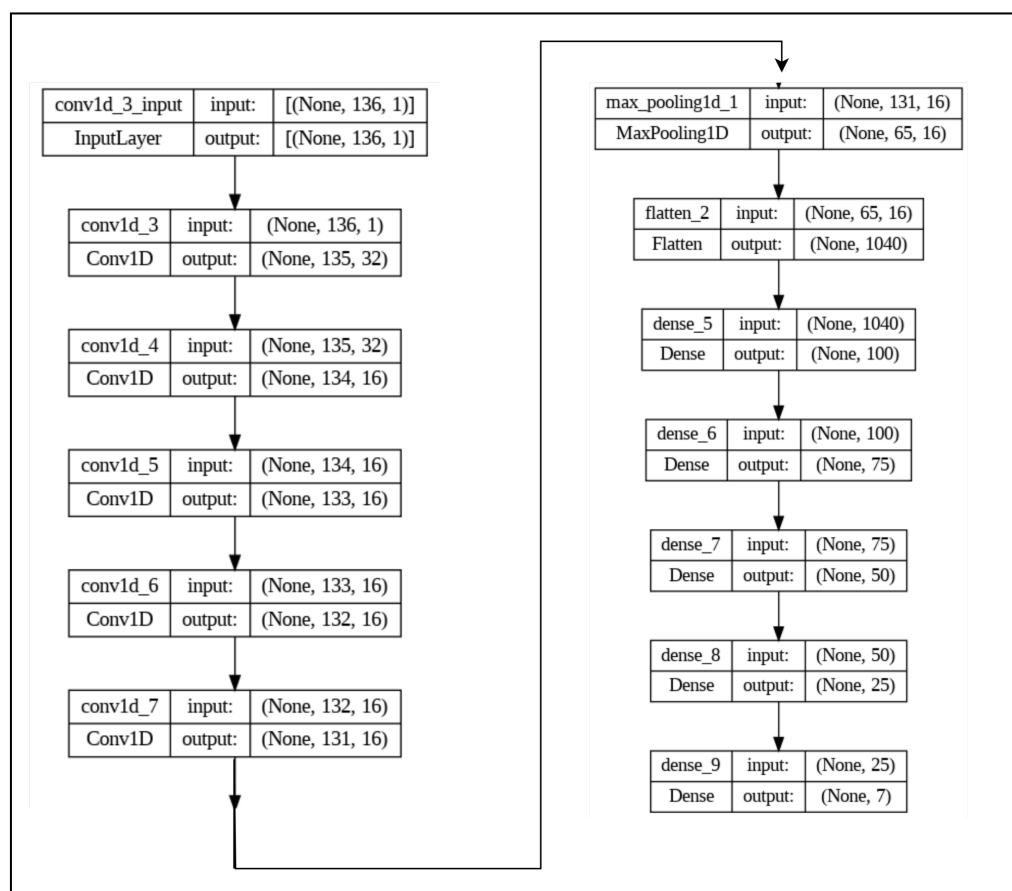 conv1d_3_input input: [(None, 136, 1)]
InputLayer output: [(None, 136, 1)]
conv1d_3 input: (None, 136, 1)
Conv1D output: (None, 135, 32)
conv1d_4 input: (None, 135, 32)
Conv1D output: (None, 134, 16)
conv1d_5 input: (None, 134, 16)
Conv1D output: (None, 133, 16)
conv1d_6 input: (None, 133, 16)
Conv1D output: (None, 132, 16)
conv1d_7 input: (None, 132, 16)
Conv1D output: (None, 131, 16)
max_pooling1d_1 input: (None, 131, 16)
MaxPooling1D output: (None, 65, 16)
flatten_2 input: (None, 65, 16)
Flatten output: (None, 1040)
dense_5 input: (None, 1040)
Dense output: (None, 100)
dense_6 input: (None, 100)
Dense output: (None, 75)
dense_7 input: (None, 75)
Dense output: (None, 50)
dense_8 input: (None, 50)
Dense output: (None, 25)
dense_9 input: (None, 25)
Dense output: (None, 7)